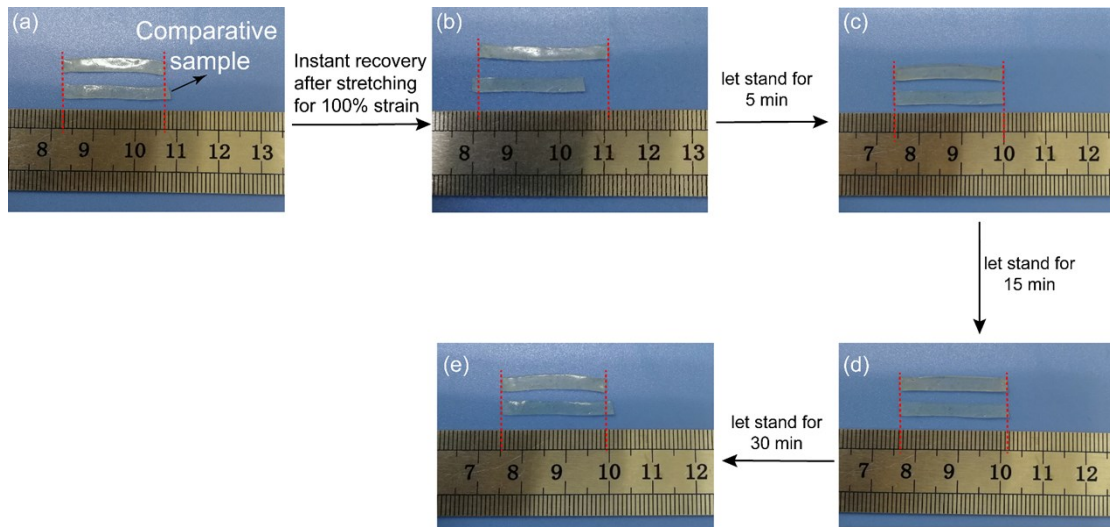 (a)
Comparative
sample
8 9 10 11 12 13
Instant recovery
after stretching
for 100% strain
(b)
8 9 10 11 12 13
let stand for
5 min
(c)
7 8 9 10 11 12
let stand for
15 min
(d)
7 8 9 10 11 12
let stand for
30 min
(e)
7 8 9 10 11 12